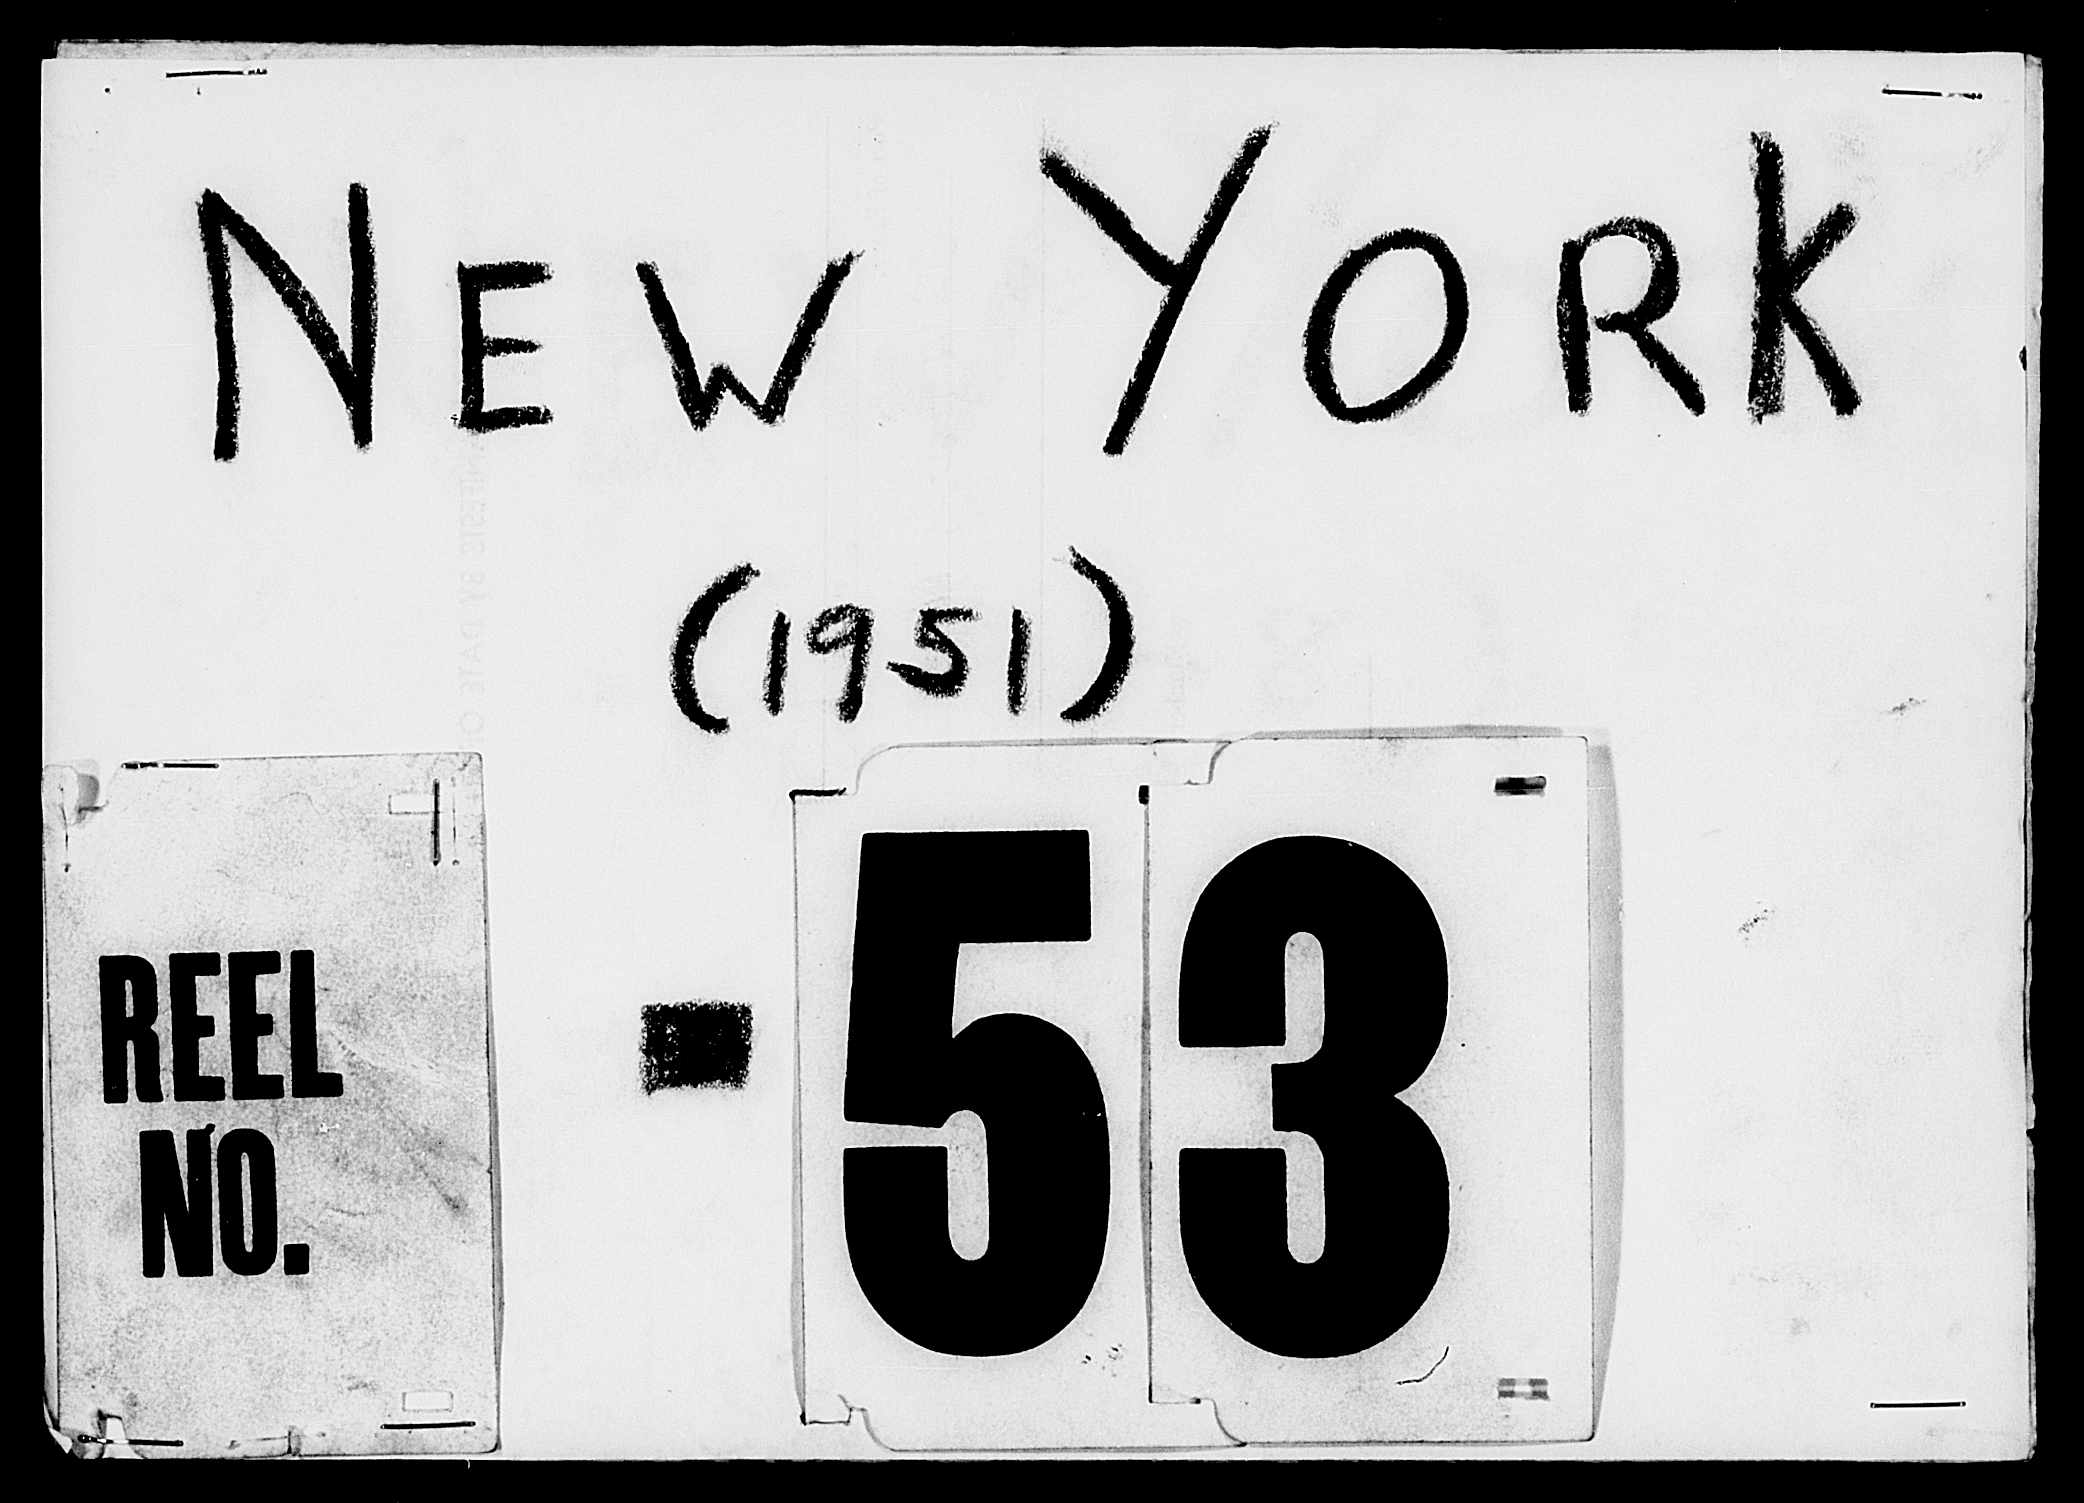 NEW YORK
(1951)
REEL
NO.
- 53